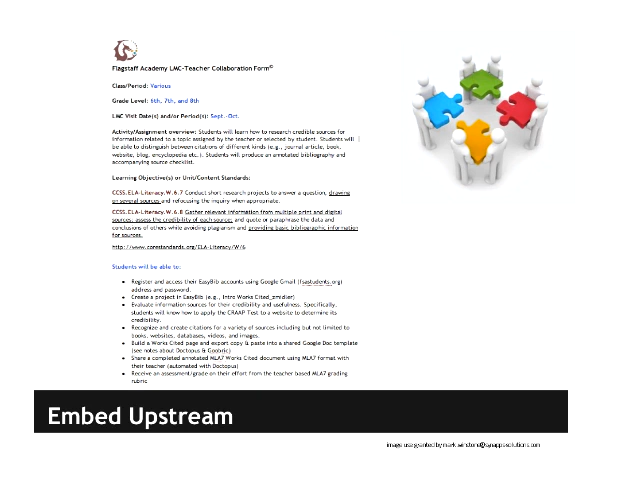 Flagstaff Academy LMC-Teacher Collaboration Form©
Class/Period: Various
Grade Level: 6th, 7th, and 8th
LMC Visit Date(s) and/or Period(s): Sept.-Oct.
Activity/Assignment overview: Students will learn how to research credible sources for
information related to a topic assigned by the teacher or selected by student. Students will
be able to distinguish between citations of different kinds (e.g., journal article, book,
website, blog, encyclopedia etc.). Students will produce an annotated bibliography and
accompanying source checklist.
Learning Objective(s) or Unit/Content Standards:
CCSS.ELA-Literacy.W.6.7 Conduct short research projects to answer a question, drawing
on several sources and refocusing the inquiry when appropriate.
CCSS.ELA-Literacy.W.6.8 Gather relevant information from multiple print and digital
sources; assess the credibility of each source; and quote or paraphrase the data and
conclusions of others while avoiding plagiarism and providing basic bibliographic information
for sources.
http://www.corestandards.org/ELA-Literacy/W/6
Students will be able to:
• Register and access their EasyBib accounts using Google Gmail (fsastudents.org)
address and password.
• Create a project in EasyBib (e.g., Intro Works Cited_zmidler)
• Evaluate information sources for their credibility and usefulness. Specifically,
students will know how to apply the CRAAP Test to a website to determine its
credibility.
• Recognize and create citations for a variety of sources including but not limited to
books, websites, databases, videos, and images.
• Build a Works Cited page and export copy & paste into a shared Google Doc template
(see notes about Doctopus & Goobric)
• Share a completed annotated MLA7 Works Cited document using MLA7 format with
their teacher (automated with Doctopus)
• Receive an assessment/grade on their effort from the teacher based MLA7 grading
rubric
Embed Upstream
image use granted by mark.winstone@synappsolutions.com